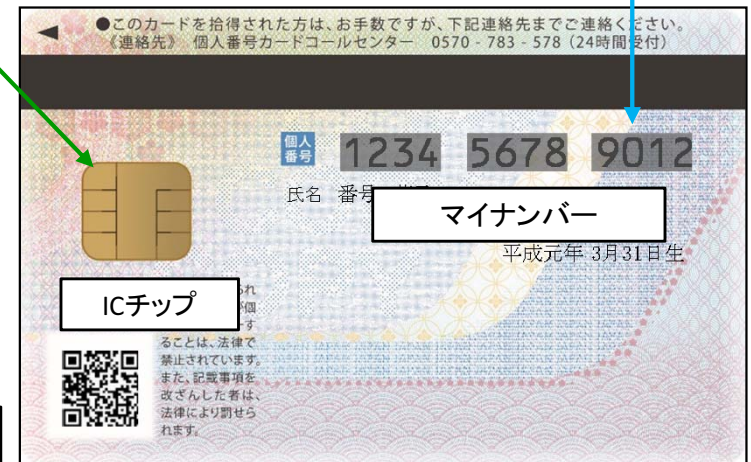 ●このカードを拾得された方は、お手数ですが、下記連絡先までご連絡ください。
《連絡先》 個人番号カードコールセンター 0570 - 783 - 578 (24時間受付)
個人番号 1234 5678 9012
氏名 番号
マイナンバー
平成元年 3月31日生
ICチップ
られ
が個
ーす
ることは、法律で
禁止されています。
また、記載事項を
改ざんした者は、
法律により罰せら
れます。